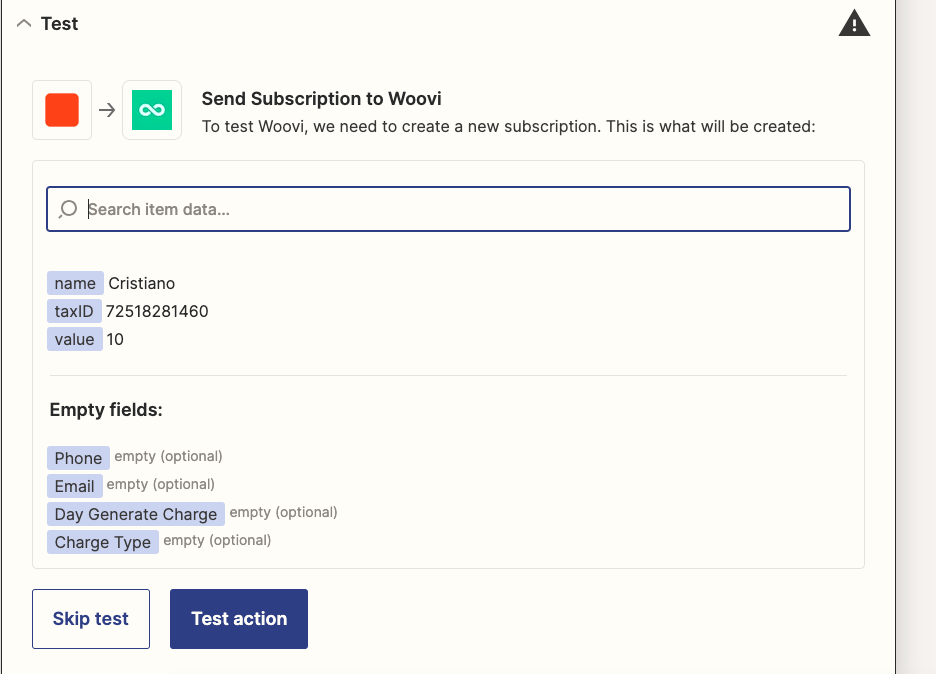 Test
Send Subscription to Woovi
To test Woovi, we need to create a new subscription. This is what will be created:
Search item data...
name Cristiano
taxID 72518281460
value 10
Empty fields:
Phone empty (optional)
Email empty (optional)
Day Generate Charge empty (optional)
Charge Type empty (optional)
Skip test Test action